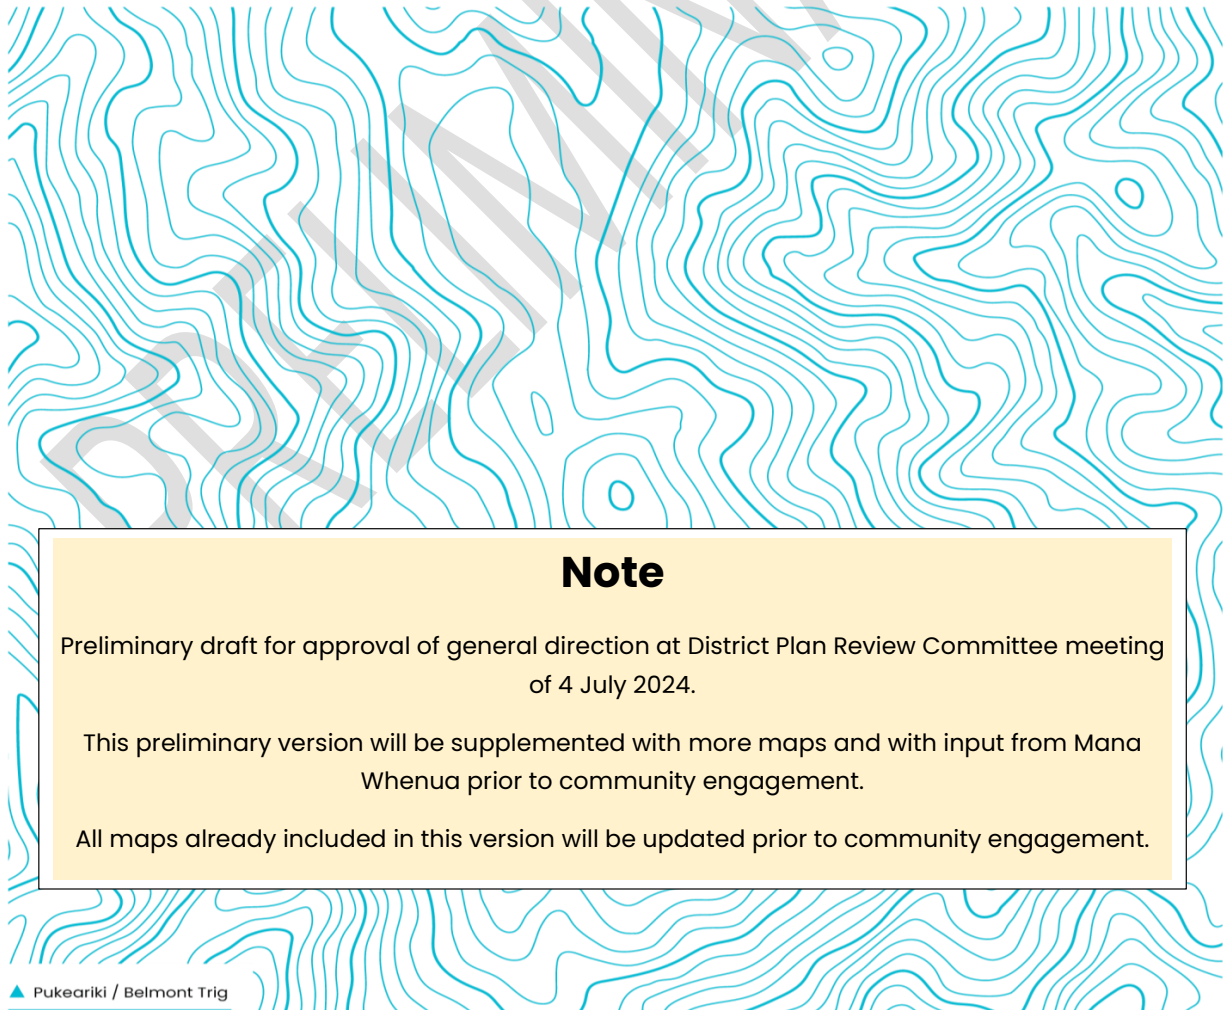 PRELIMIN
Note
Preliminary draft for approval of general direction at District Plan Review Committee meeting
of 4 July 2024.
This preliminary version will be supplemented with more maps and with input from Mana
Whenua prior to community engagement.
All maps already included in this version will be updated prior to community engagement.
Pukeariki / Belmont Trig